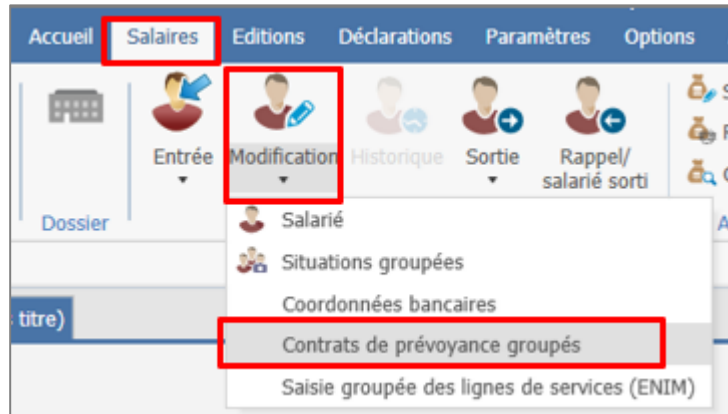 Accueil Salaires Editions Déclarations Paramètres Options
Entrée Modification Historique Sortie Rappel/
salarié sorti
Dossier
Salarié
Situations groupées
Coordonnées bancaires
titre)
Contrats de prévoyance groupés
Saisie groupée des lignes de services (ENIM)